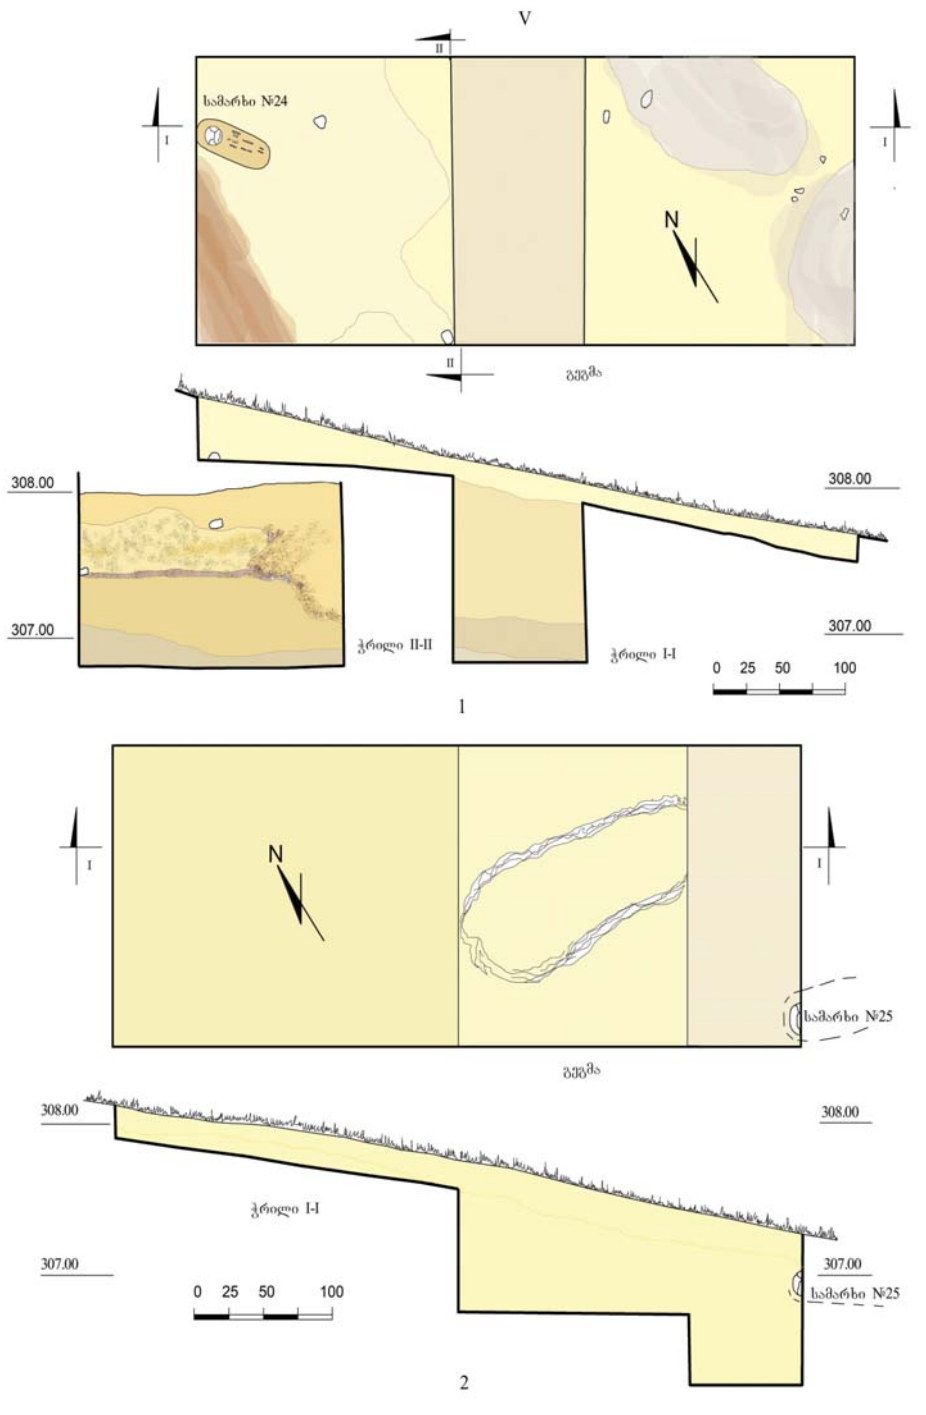 V
II
სამარხი №24
I
I
N
II
გეგმა
308.00
308.00
307.00
307.00
ჭრილი II-II
ჭრილი I-I
0 25 50 100
1
N
I
I
სამარხი №25
გეგმა
308.00
308.00
ჭრილი I-I
307.00
307.00
სამარხი №25
0 25 50 100
2